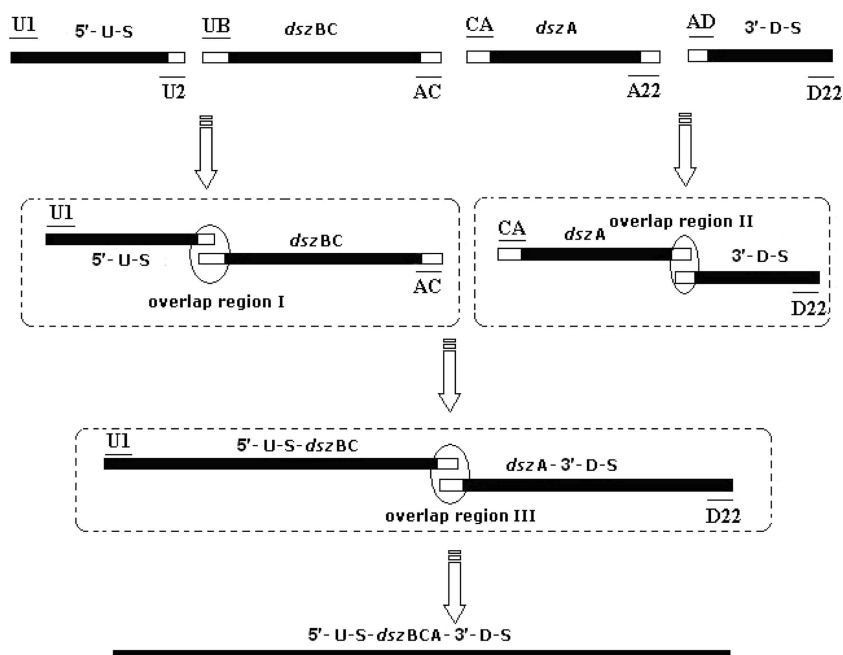 U1 5'- U-S UB dszBC CA dszA AD 3'- D-S
U2 AC A22 D22
U1 dszBC
5'- U-S AC
overlap region I
CA overlap region II
dszA 3'- D-S
D22
U1 5'- U-S-dszBC
dszA- 3'- D-S
overlap region III D22
5'- U-S-dszBCA- 3'- D-S